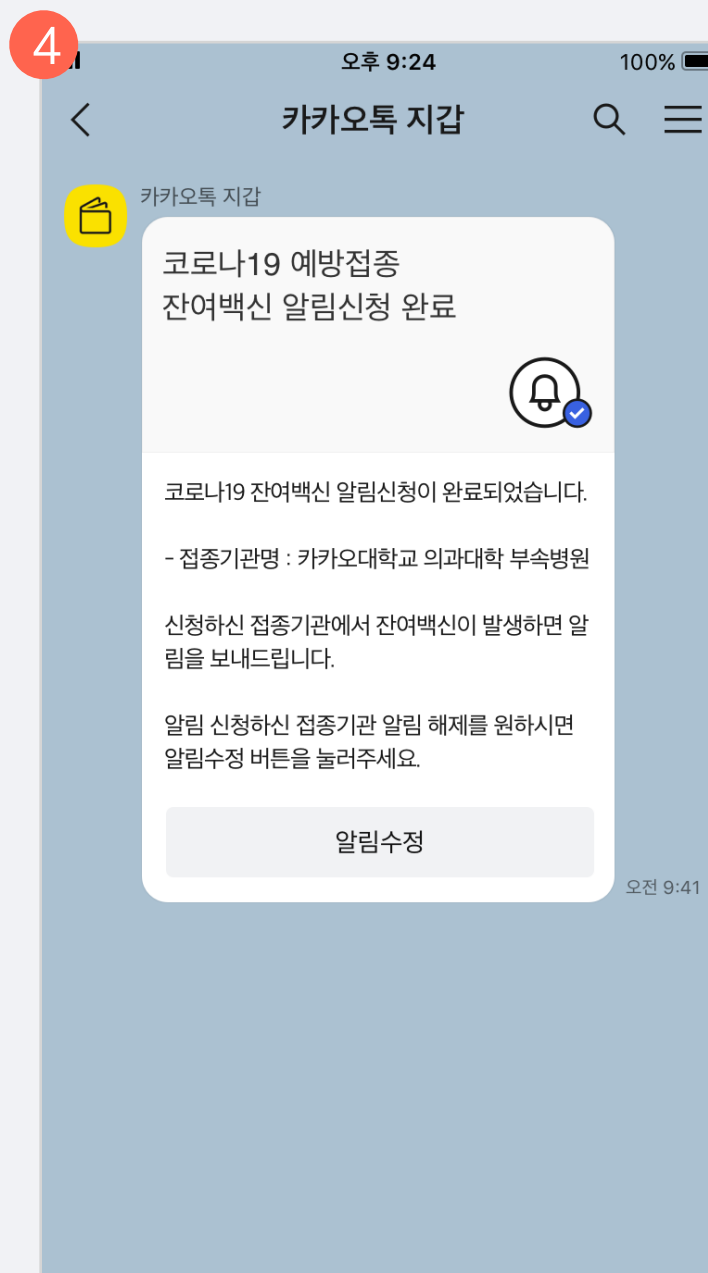 4
오후 9:24
100%
카카오톡 지갑
카카오톡 지갑
코로나19 예방접종
잔여백신 알림신청 완료
코로나19 잔여백신 알림신청이 완료되었습니다.
- 접종기관명 : 카카오대학교 의과대학 부속병원
신청하신 접종기관에서 잔여백신이 발생하면 알
림을 보내드립니다.
알림 신청하신 접종기관 알림 해제를 원하시면
알림수정 버튼을 눌러주세요.
알림수정
오전 9:41